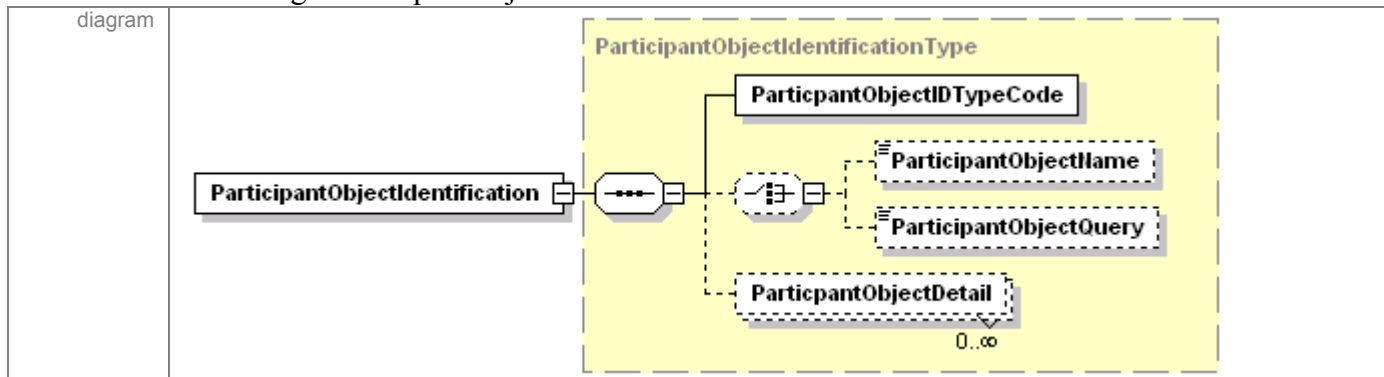 diagram
ParticipantObjectIdentificationType
ParticpantObjectIDTypeCode
ParticipantObjectName
ParticipantObjectIdentification
ParticipantObjectQuery
ParticpantObjectDetail
0..∞